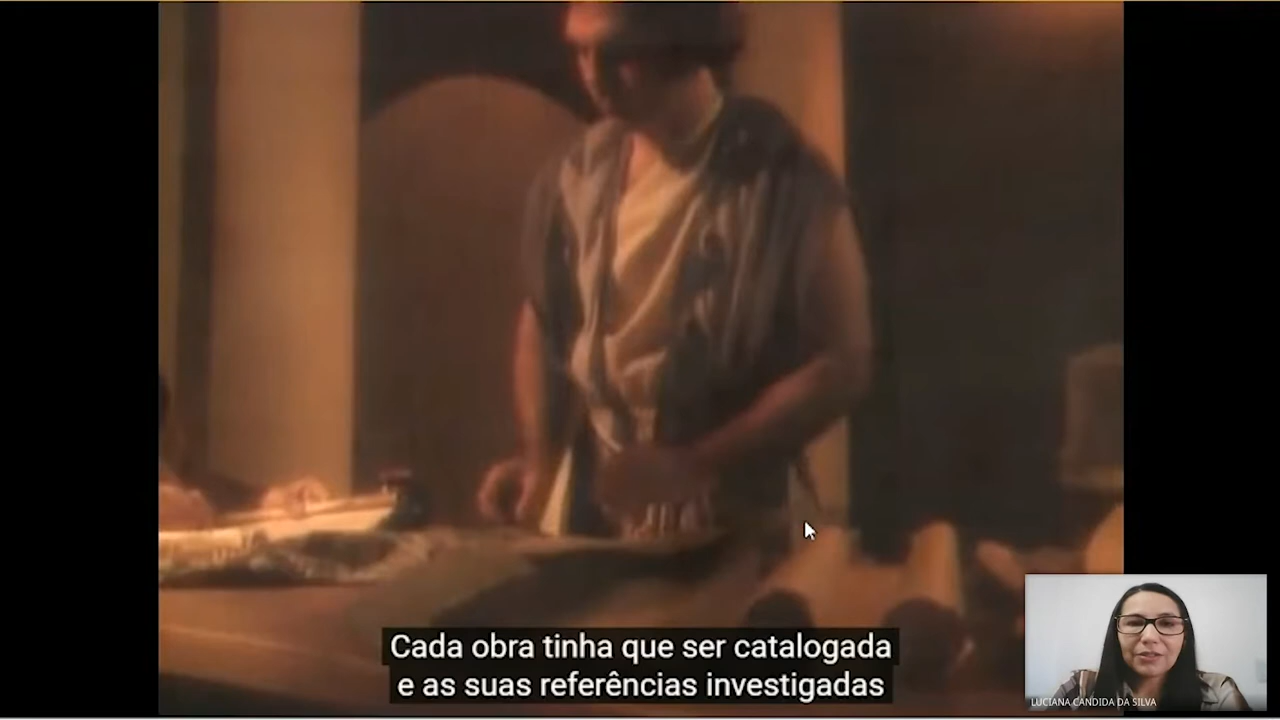 Cada obra tinha que ser catalogada
e as suas referências investigadas
LUCIANA CANDIDA DA SILVA